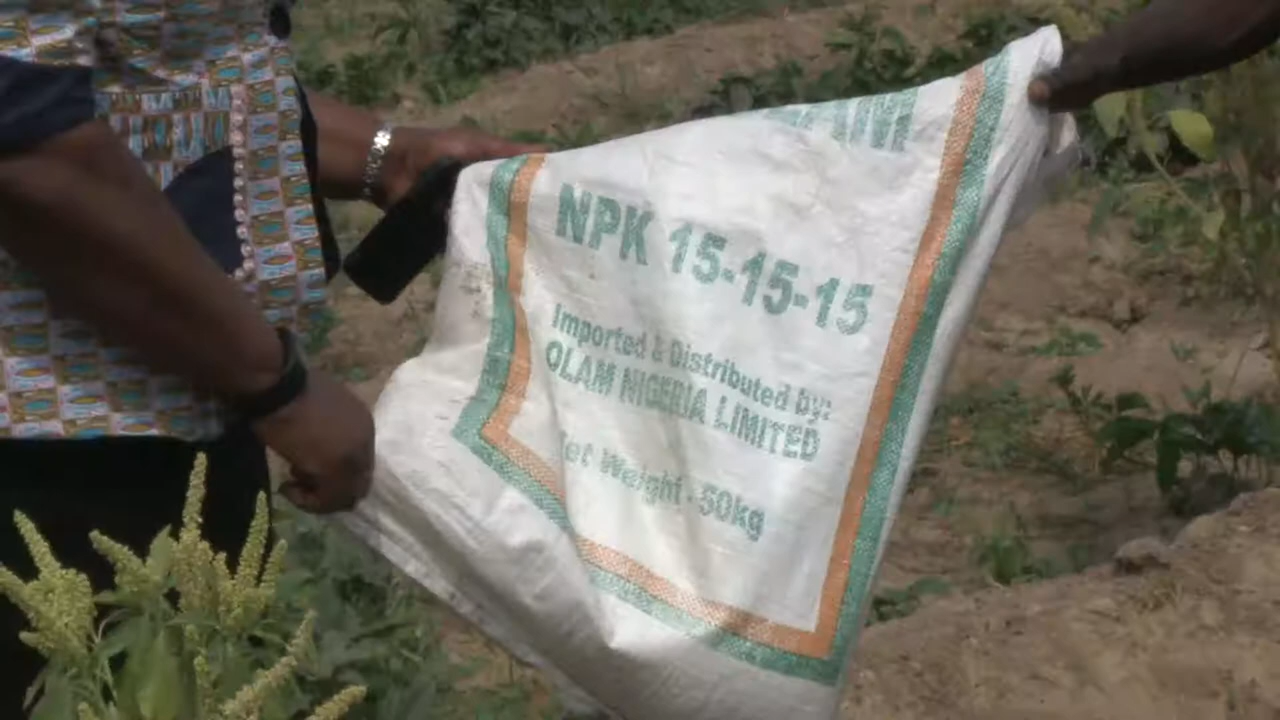 NPK 15-15-15
Imported & Distributed by:
OLAM NIGERIA LIMITED
Weight - 50kg